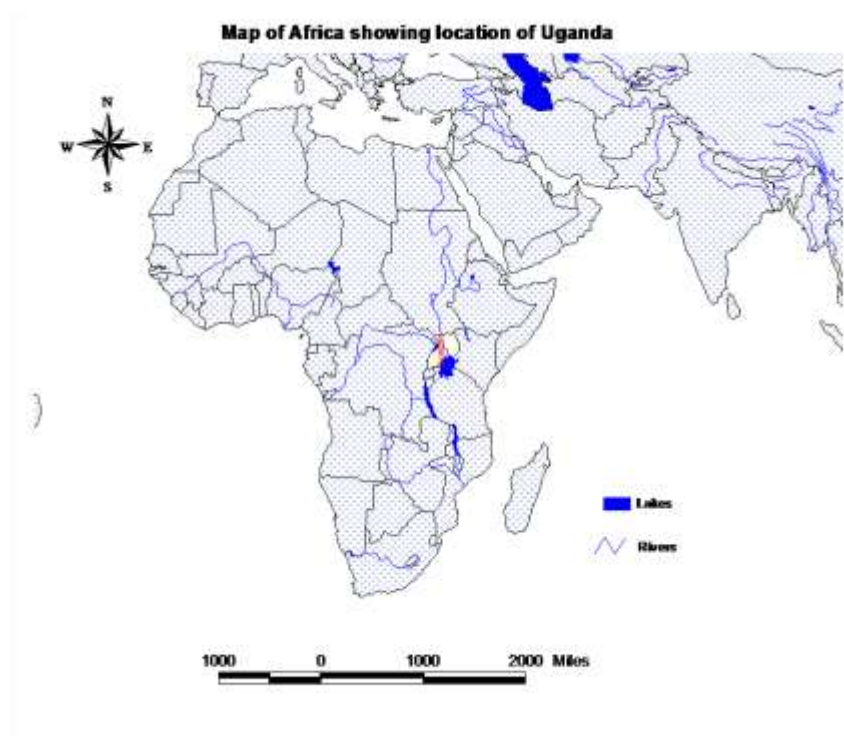 Map of Africa showing location of Uganda
N
W E
S
Lakes
Rivers
1000 0 1000 2000 Miles